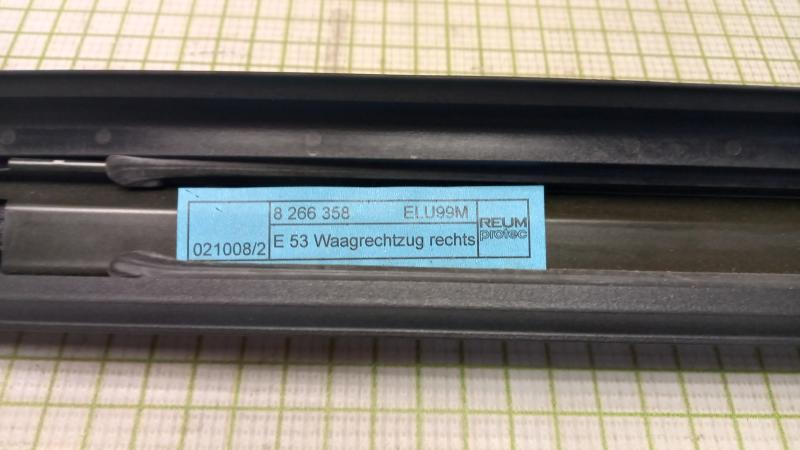 8 266 358 ELU99M
REUM
protec
021008/2
E 53 Waagrechtzug rechts